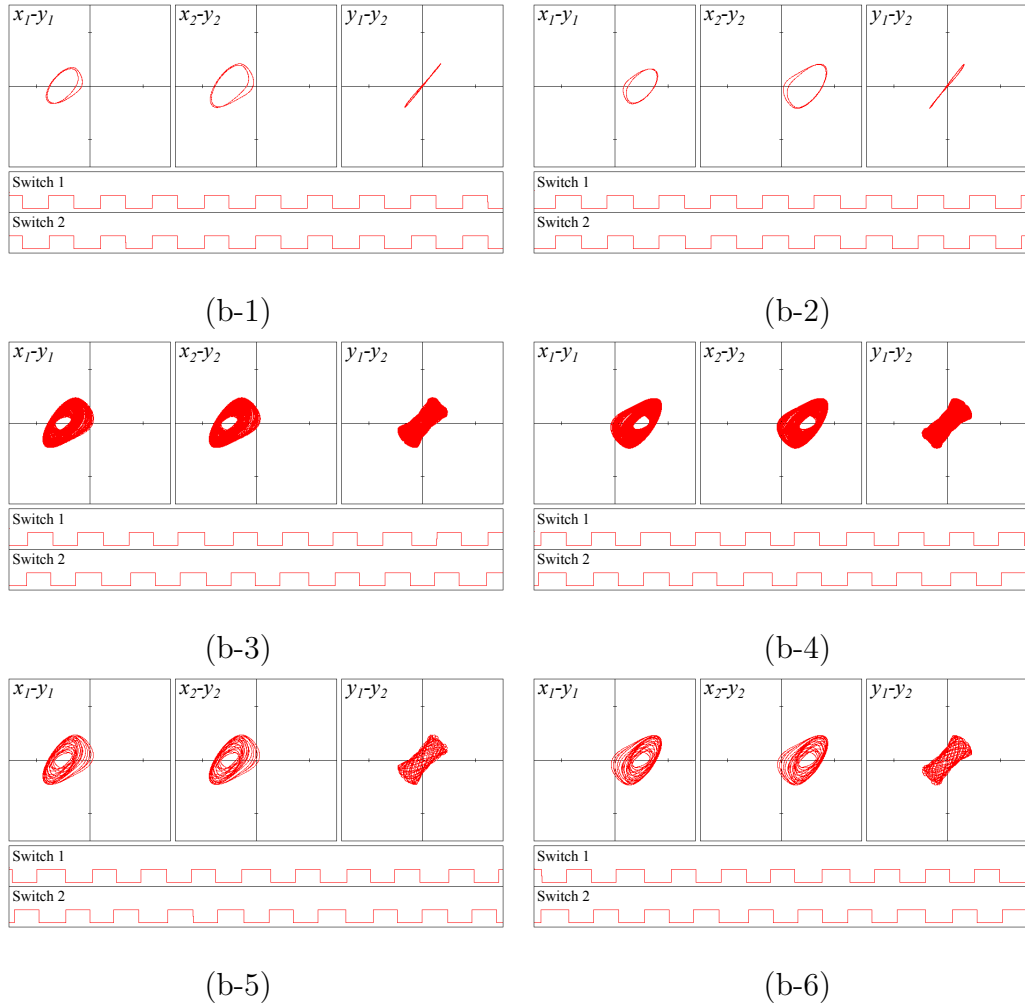 x1-y1 x2-y2 y1-y2
Switch 1
Switch 2
(b-1)
x1-y1 x2-y2 y1-y2
Switch 1
Switch 2
(b-2)
x1-y1 x2-y2 y1-y2
Switch 1
Switch 2
(b-3)
x1-y1 x2-y2 y1-y2
Switch 1
Switch 2
(b-4)
x1-y1 x2-y2 y1-y2
Switch 1
Switch 2
(b-5)
x1-y1 x2-y2 y1-y2
Switch 1
Switch 2
(b-6)